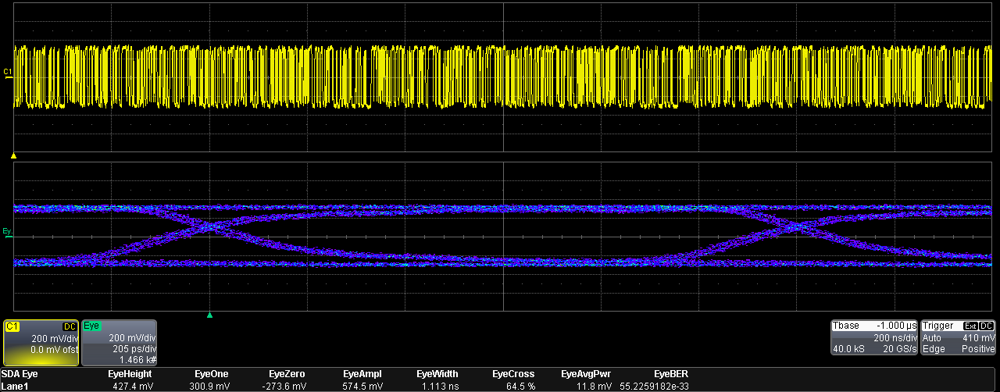 C1
Ey.
C1 DC
200 mV/div
0.0 mV ofst
Eye
200 mV/div
205 ps/div
1.466 k#
Tbase -1.000 µs
200 ns/div
40.0 kS 20 GS/s
Trigger Ext DC
Auto 410 mV
Edge Positive
SDA Eye EyeHeight EyeOne EyeZero EyeAmpl EyeWidth EyeCross EyeAvgPwr EyeBER
Lane1 427.4 mV 300.9 mV -273.6 mV 574.5 mV 1.113 ns 64.5 % 11.8 mV 55.2259182e-33